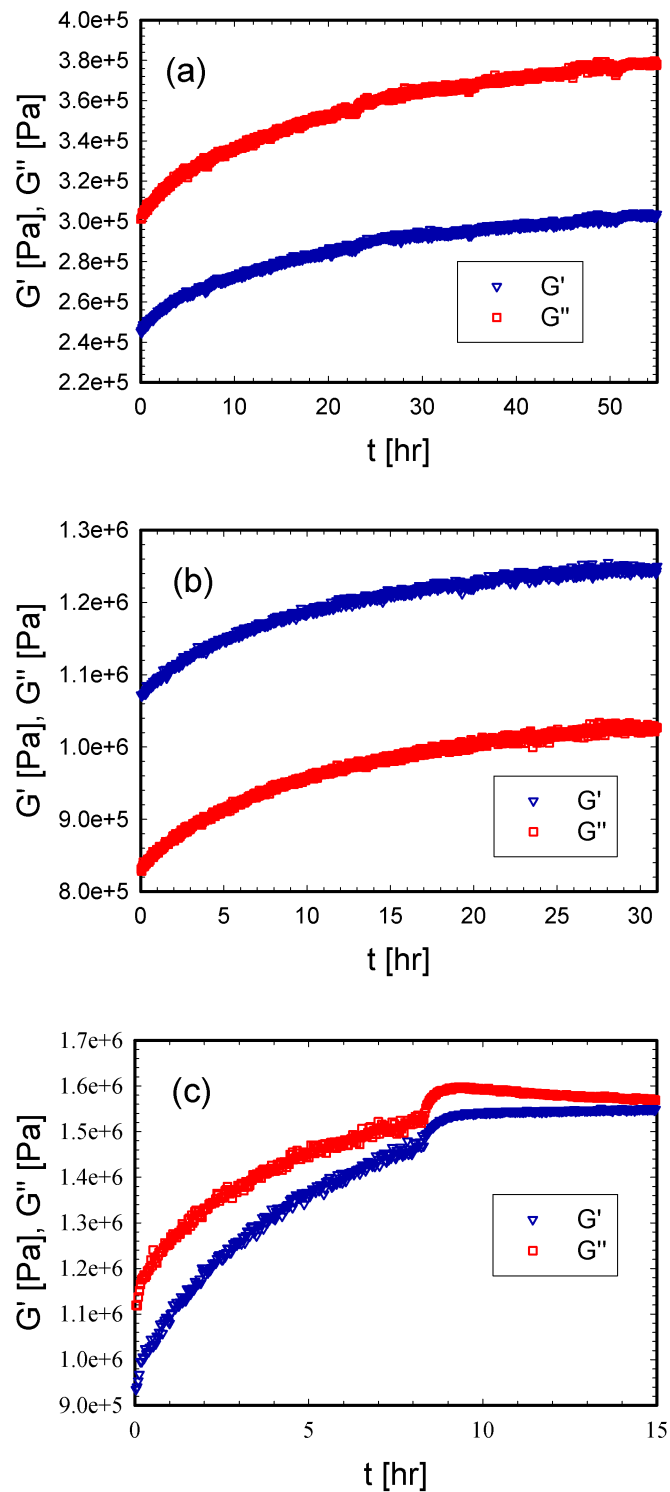 4.0e+5
(a)
3.8e+5
3.6e+5
3.4e+5
3.2e+5
3.0e+5
2.8e+5
2.6e+5
2.4e+5
2.2e+5
G' [Pa], G'' [Pa]
G'
G''
0 10 20 30 40 50
t [hr]
1.3e+6
(b)
1.2e+6
1.1e+6
1.0e+6
9.0e+5
8.0e+5
G' [Pa], G'' [Pa]
G'
G''
0 5 10 15 20 25 30
t [hr]
1.7e+6
(c)
1.6e+6
1.5e+6
1.4e+6
1.3e+6
1.2e+6
1.1e+6
1.0e+6
9.0e+5
G' [Pa], G'' [Pa]
G'
G''
0 5 10 15
t [hr]